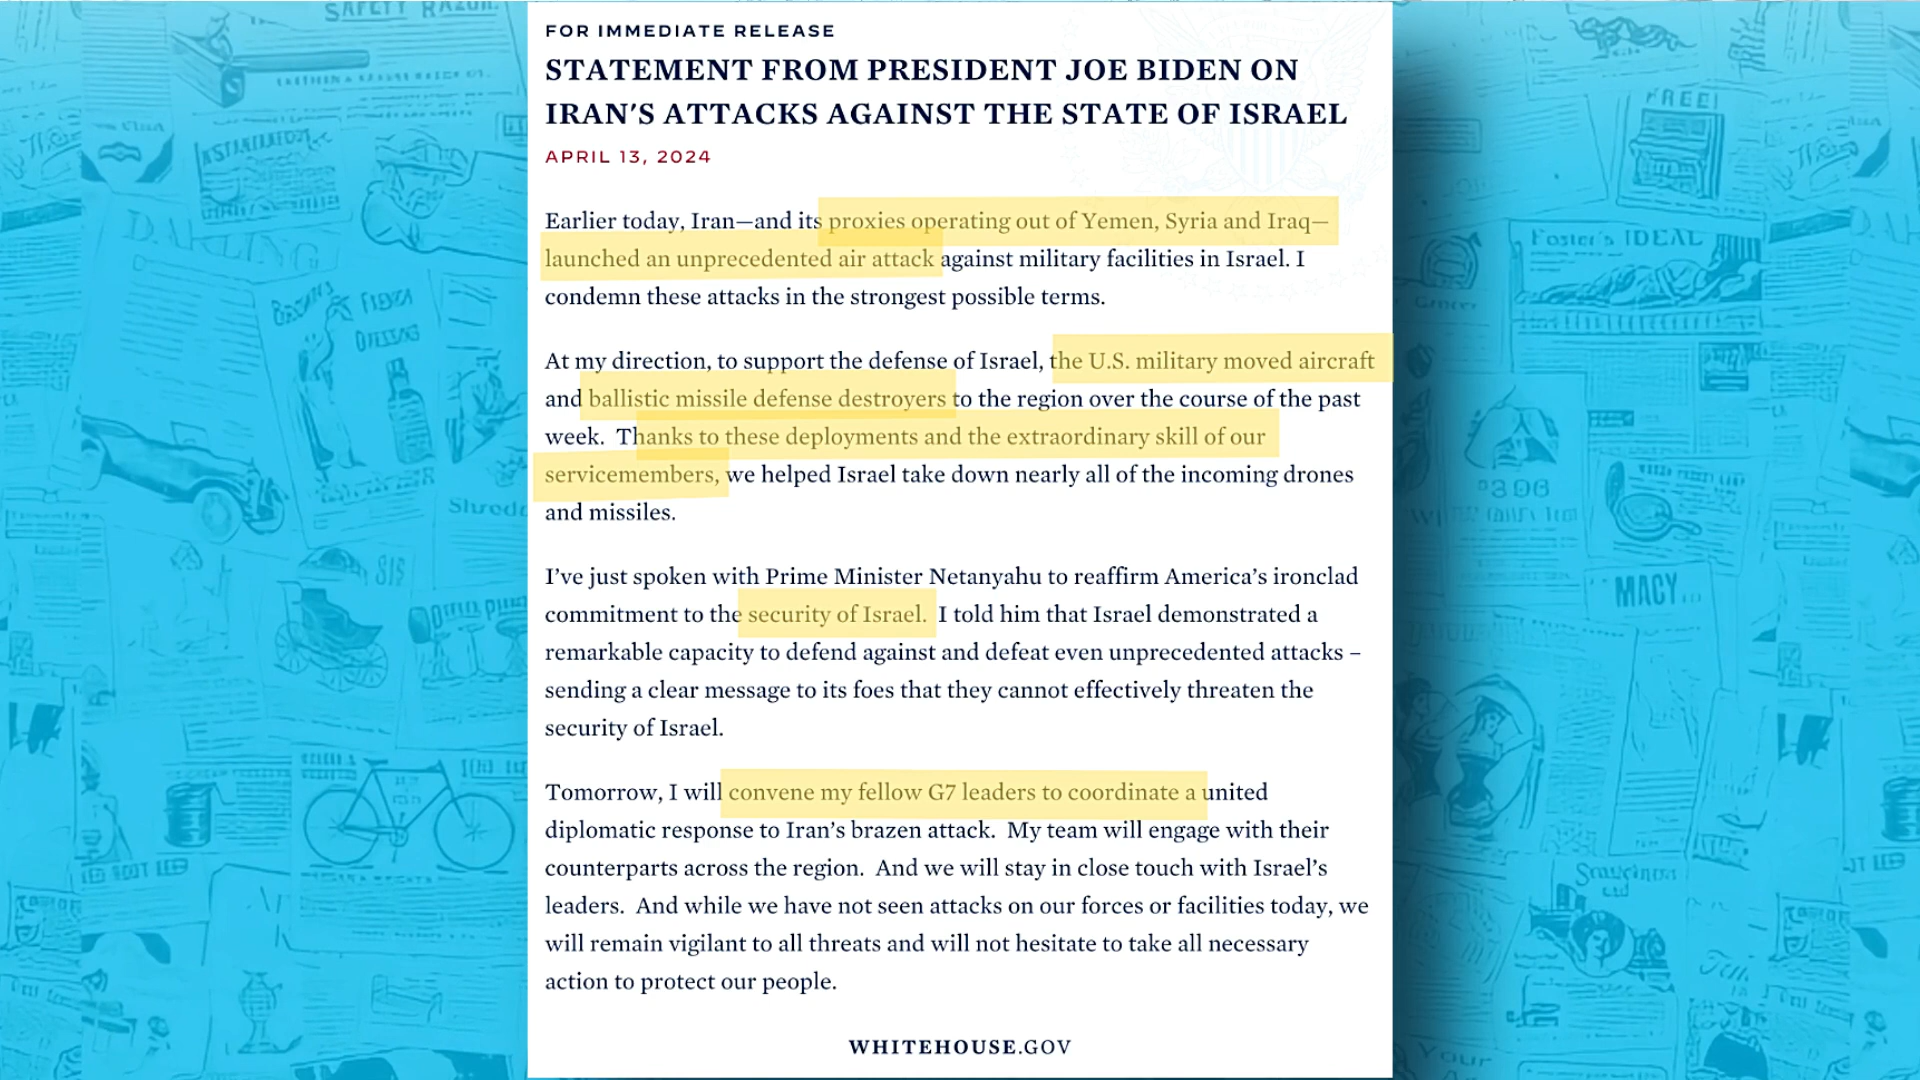 FOR IMMEDIATE RELEASE
STATEMENT FROM PRESIDENT JOE BIDEN ON
IRAN'S ATTACKS AGAINST THE STATE OF ISRAEL
APRIL 13, 2024
Earlier today, Iran—and its proxies operating out of Yemen, Syria and Iraq—
launched an unprecedented air attack against military facilities in Israel. I
condemn these attacks in the strongest possible terms.
At my direction, to support the defense of Israel, the U.S. military moved aircraft
and ballistic missile defense destroyers to the region over the course of the past
week.  Thanks to these deployments and the extraordinary skill of our
servicemembers, we helped Israel take down nearly all of the incoming drones
and missiles.
I’ve just spoken with Prime Minister Netanyahu to reaffirm America’s ironclad
commitment to the security of Israel.  I told him that Israel demonstrated a
remarkable capacity to defend against and defeat even unprecedented attacks –
sending a clear message to its foes that they cannot effectively threaten the
security of Israel.
Tomorrow, I will convene my fellow G7 leaders to coordinate a united
diplomatic response to Iran’s brazen attack.  My team will engage with their
counterparts across the region.  And we will stay in close touch with Israel’s
leaders.  And while we have not seen attacks on our forces or facilities today, we
will remain vigilant to all threats and will not hesitate to take all necessary
action to protect our people.
WHITEHOUSE.GOV
SAFETY RAZOR.
DARLING
$15
FREE!
Foster's IDEAL
MACY
Your